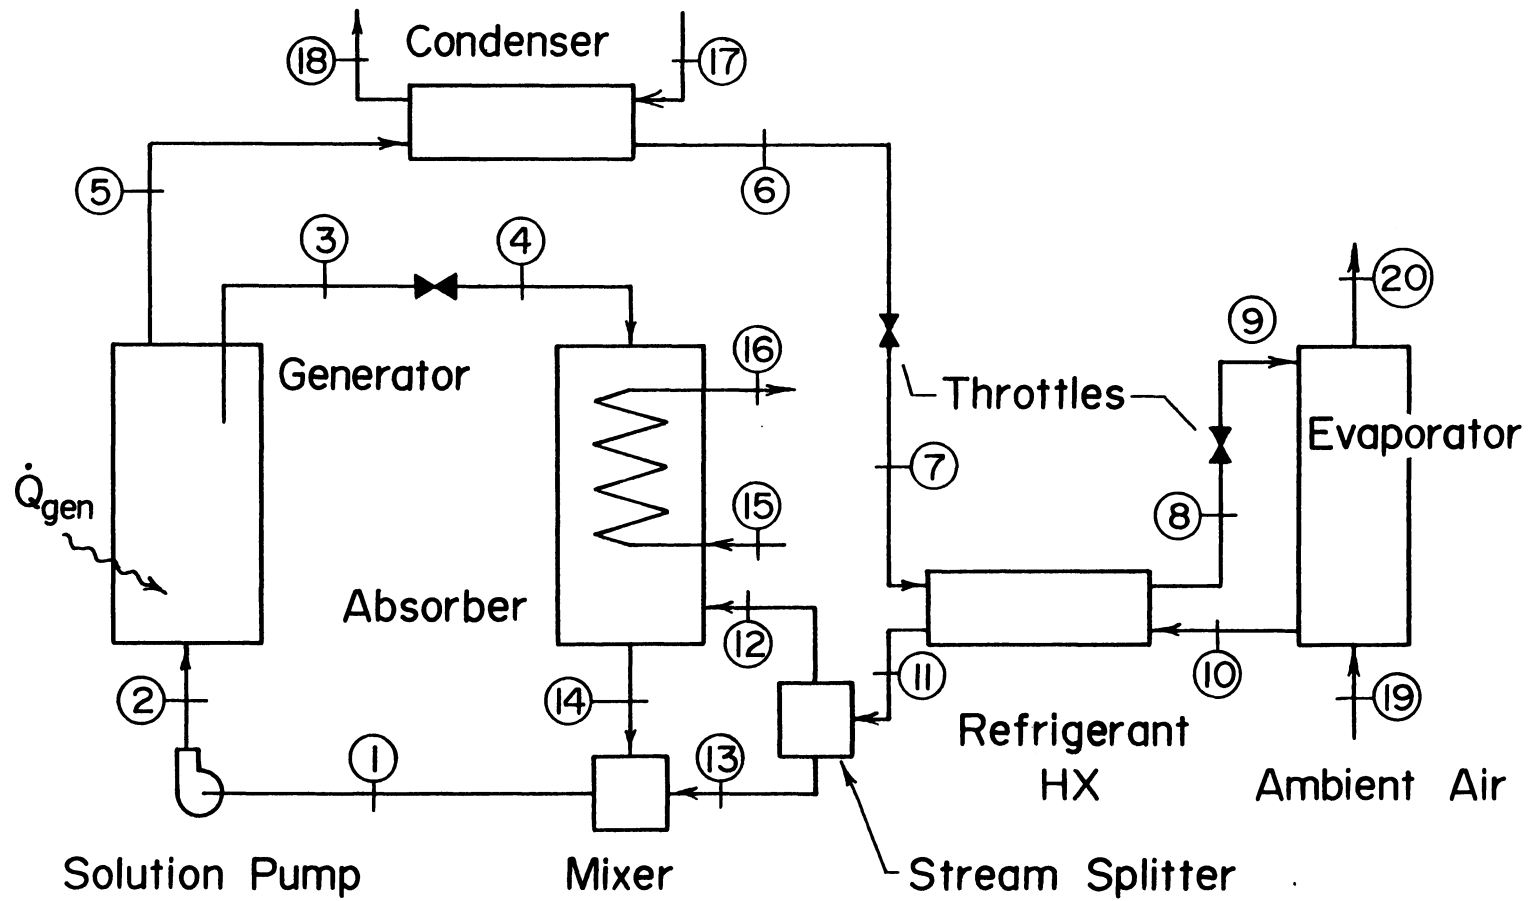 Condenser
18
17
5
6
3
4
20
9
Generator
16
Throttles
Evaporator
7
Q̇gen
15
8
Absorber
12
10
11
2
14
19
Refrigerant
HX
1
13
Ambient Air
Solution Pump
Mixer
Stream Splitter